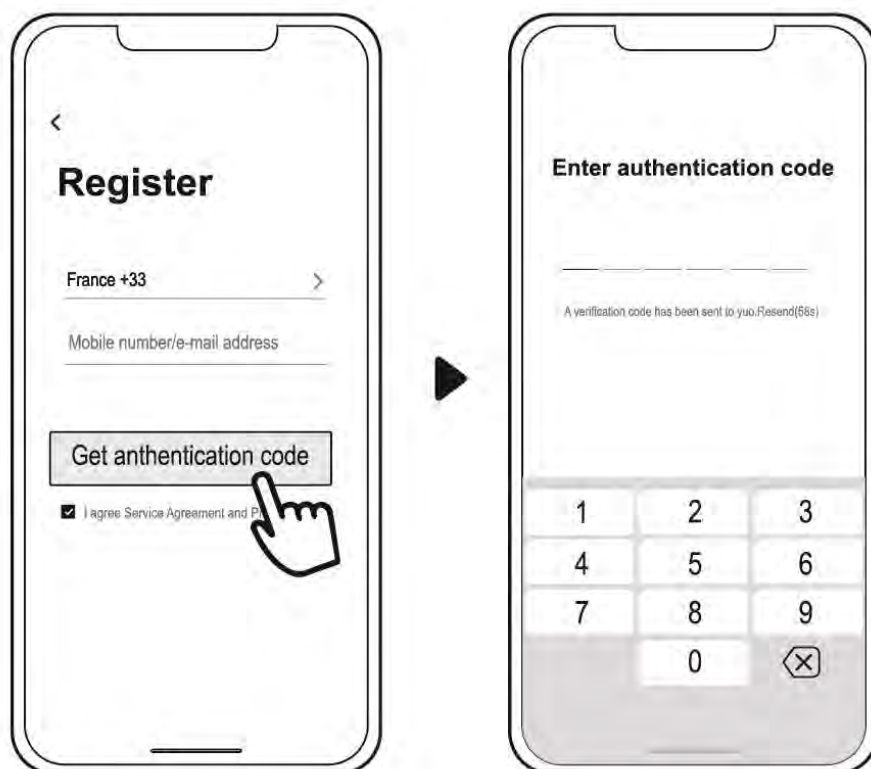 Register
France +33
Mobile number/e-mail address
Get anthentication code
I agree Service Agreement and
Enter authentication code
A verification code has been sent to yuo.Resend(56s)
1 2 3
4 5 6
7 8 9
0